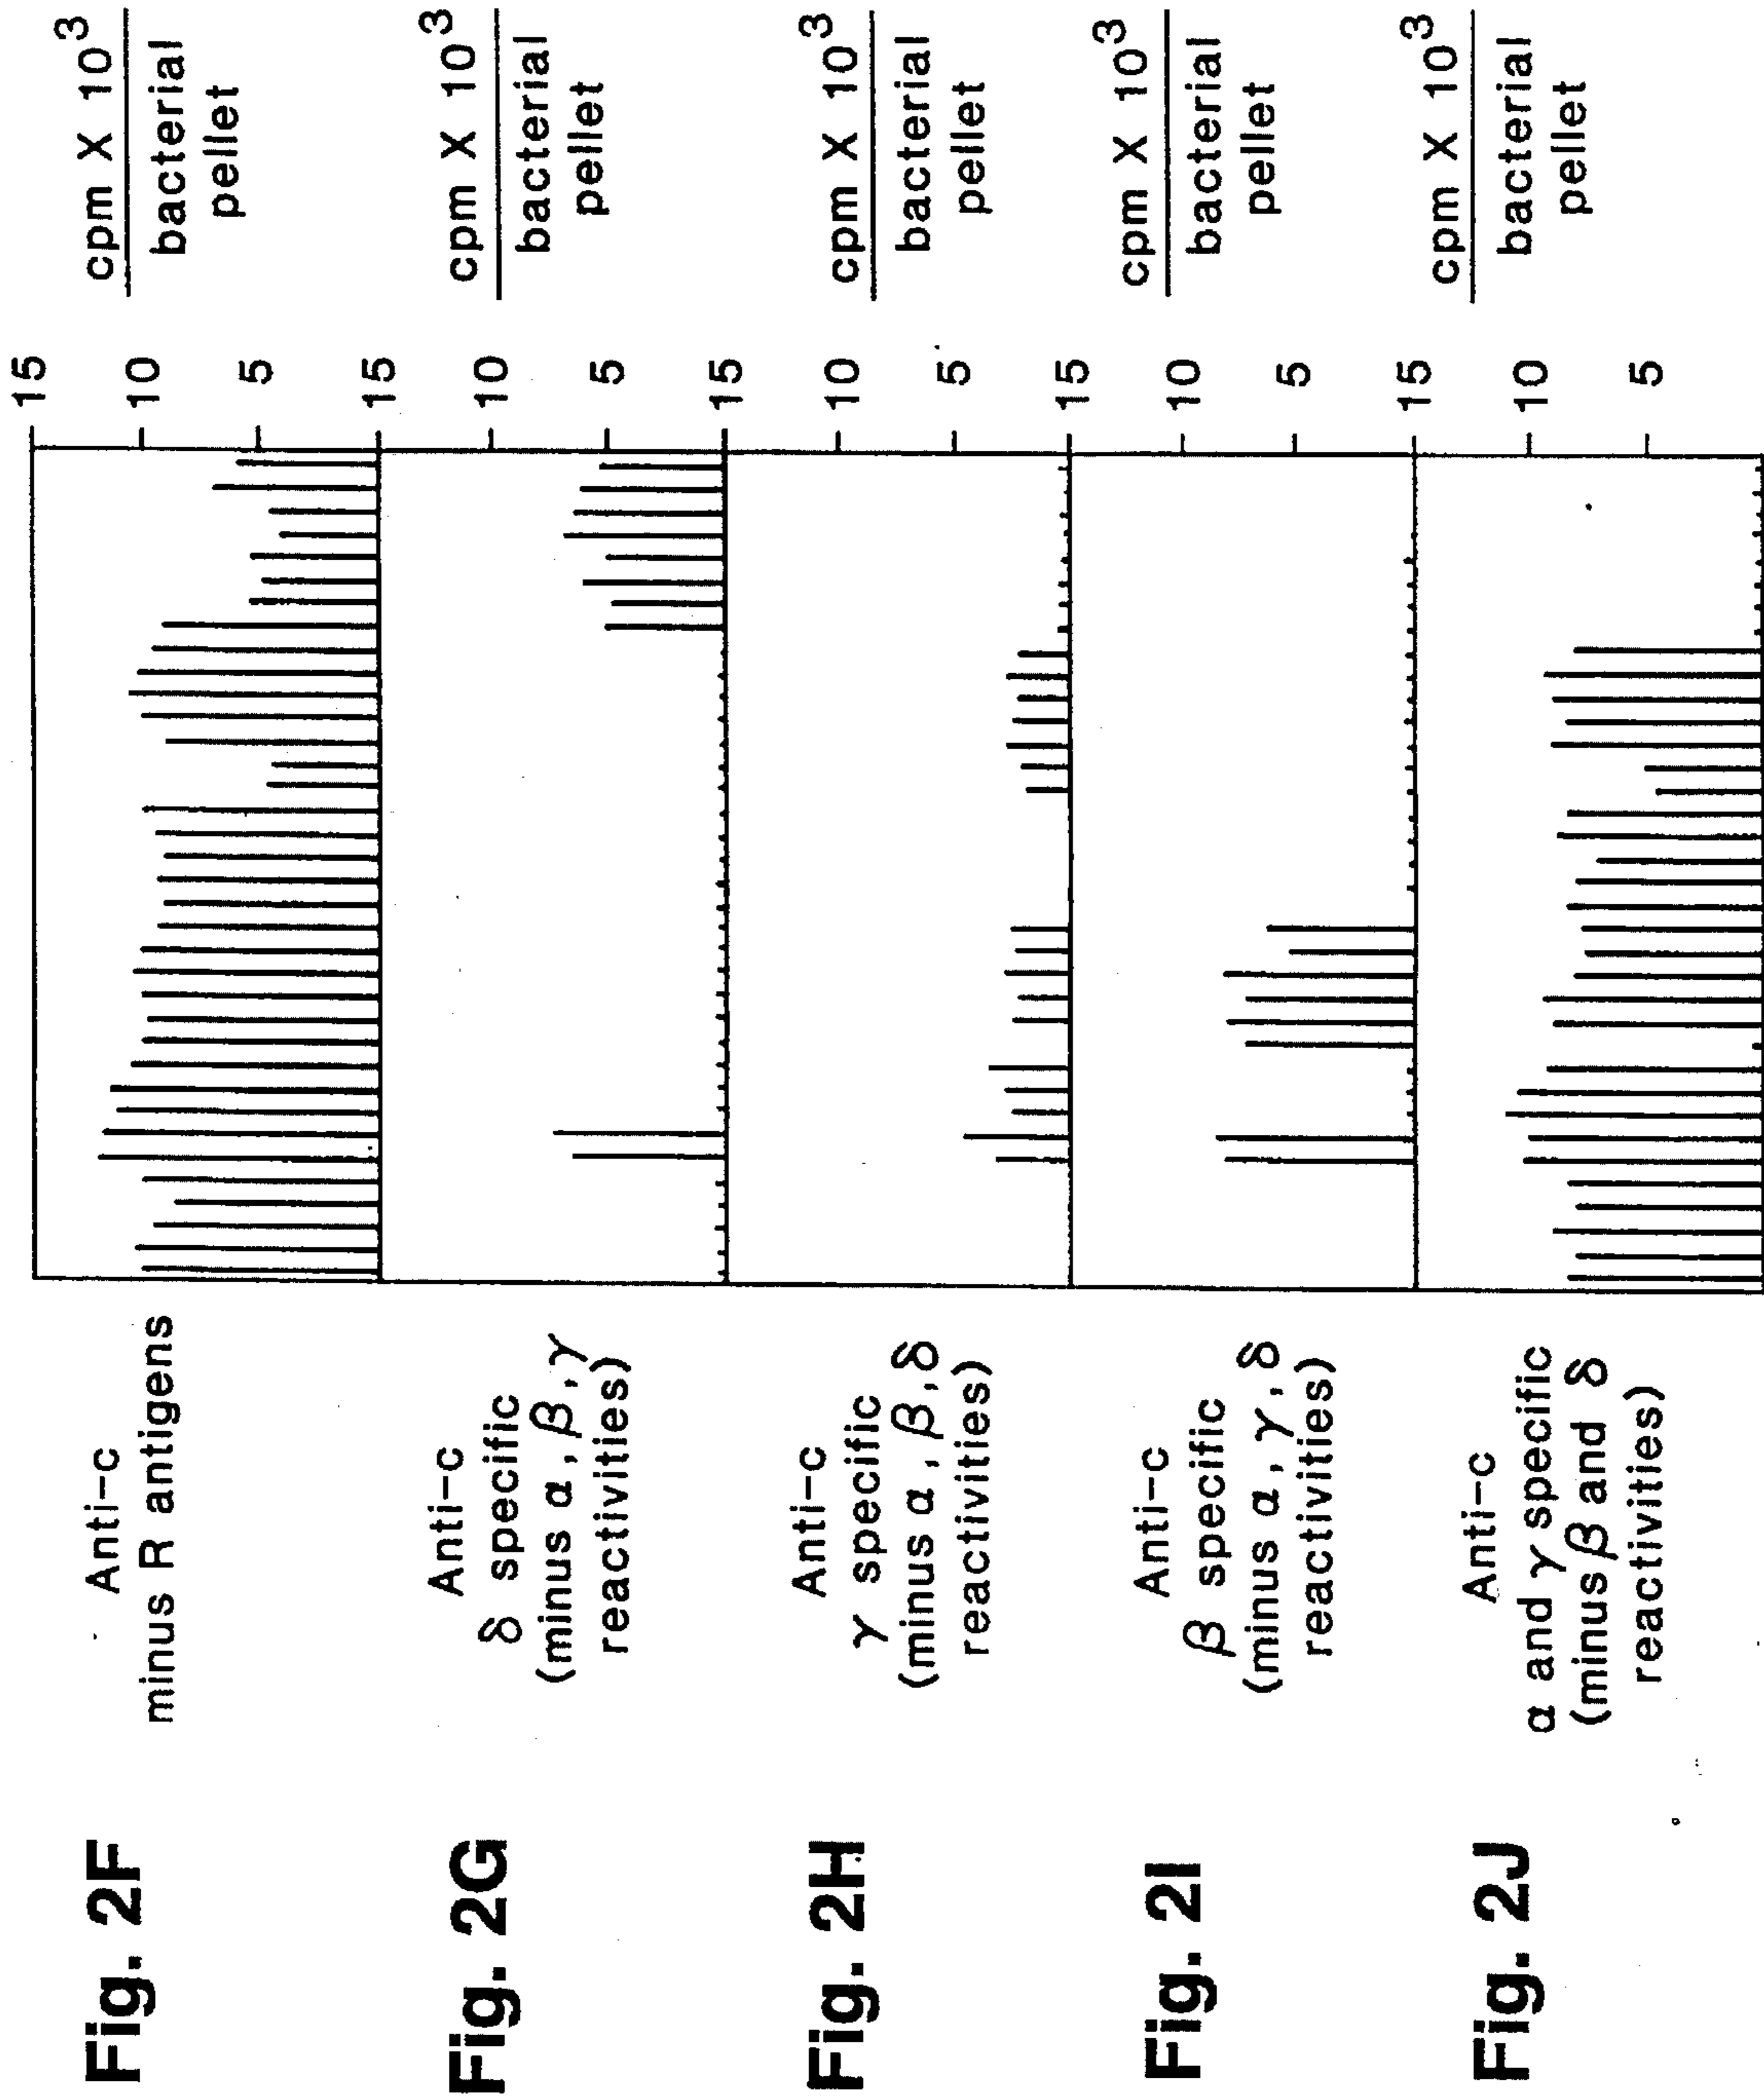 Fig. 2F
Anti-c
minus R antigens
15
10
5
cpm X 10³
bacterial
pellet
Fig. 2G
Anti-c
δ specific
(minus α, β, γ
reactivities)
15
10
5
cpm X 10³
bacterial
pellet
Fig. 2H
Anti-c
γ specific
(minus α, β, δ
reactivities)
15
10
5
cpm X 10³
bacterial
pellet
Fig. 2I
Anti-c
β specific
(minus α, γ, δ
reactivities)
15
10
5
cpm X 10³
bacterial
pellet
Fig. 2J
Anti-c
α and γ specific
(minus β and δ
reactivities)
15
10
5
cpm X 10³
bacterial
pellet